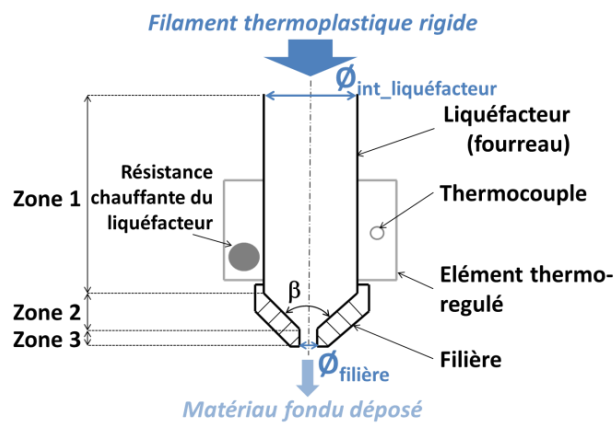 Filament thermoplastique rigide
Øint_liquéfacteur
Liquéfacteur
(fourreau)
Résistance
chauffante du
liquéfacteur
Zone 1
Thermocouple
Elément thermo-
regulé
Zone 2
β
Zone 3
Filière
Øfilière
Matériau fondu déposé